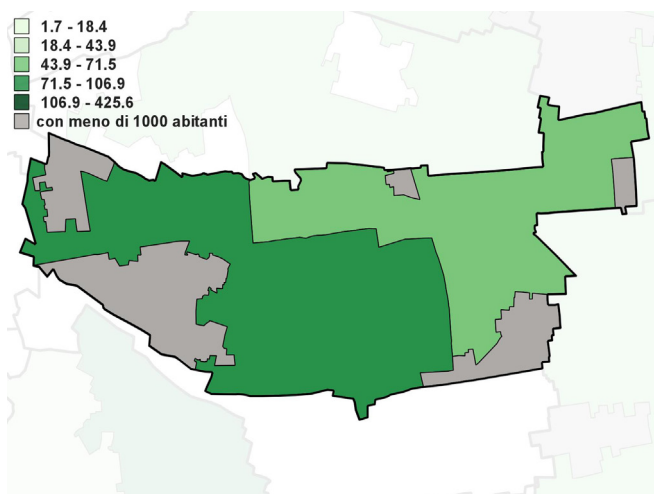 1.7 - 18.4
18.4 - 43.9
43.9 - 71.5
71.5 - 106.9
106.9 - 425.6
con meno di 1000 abitanti